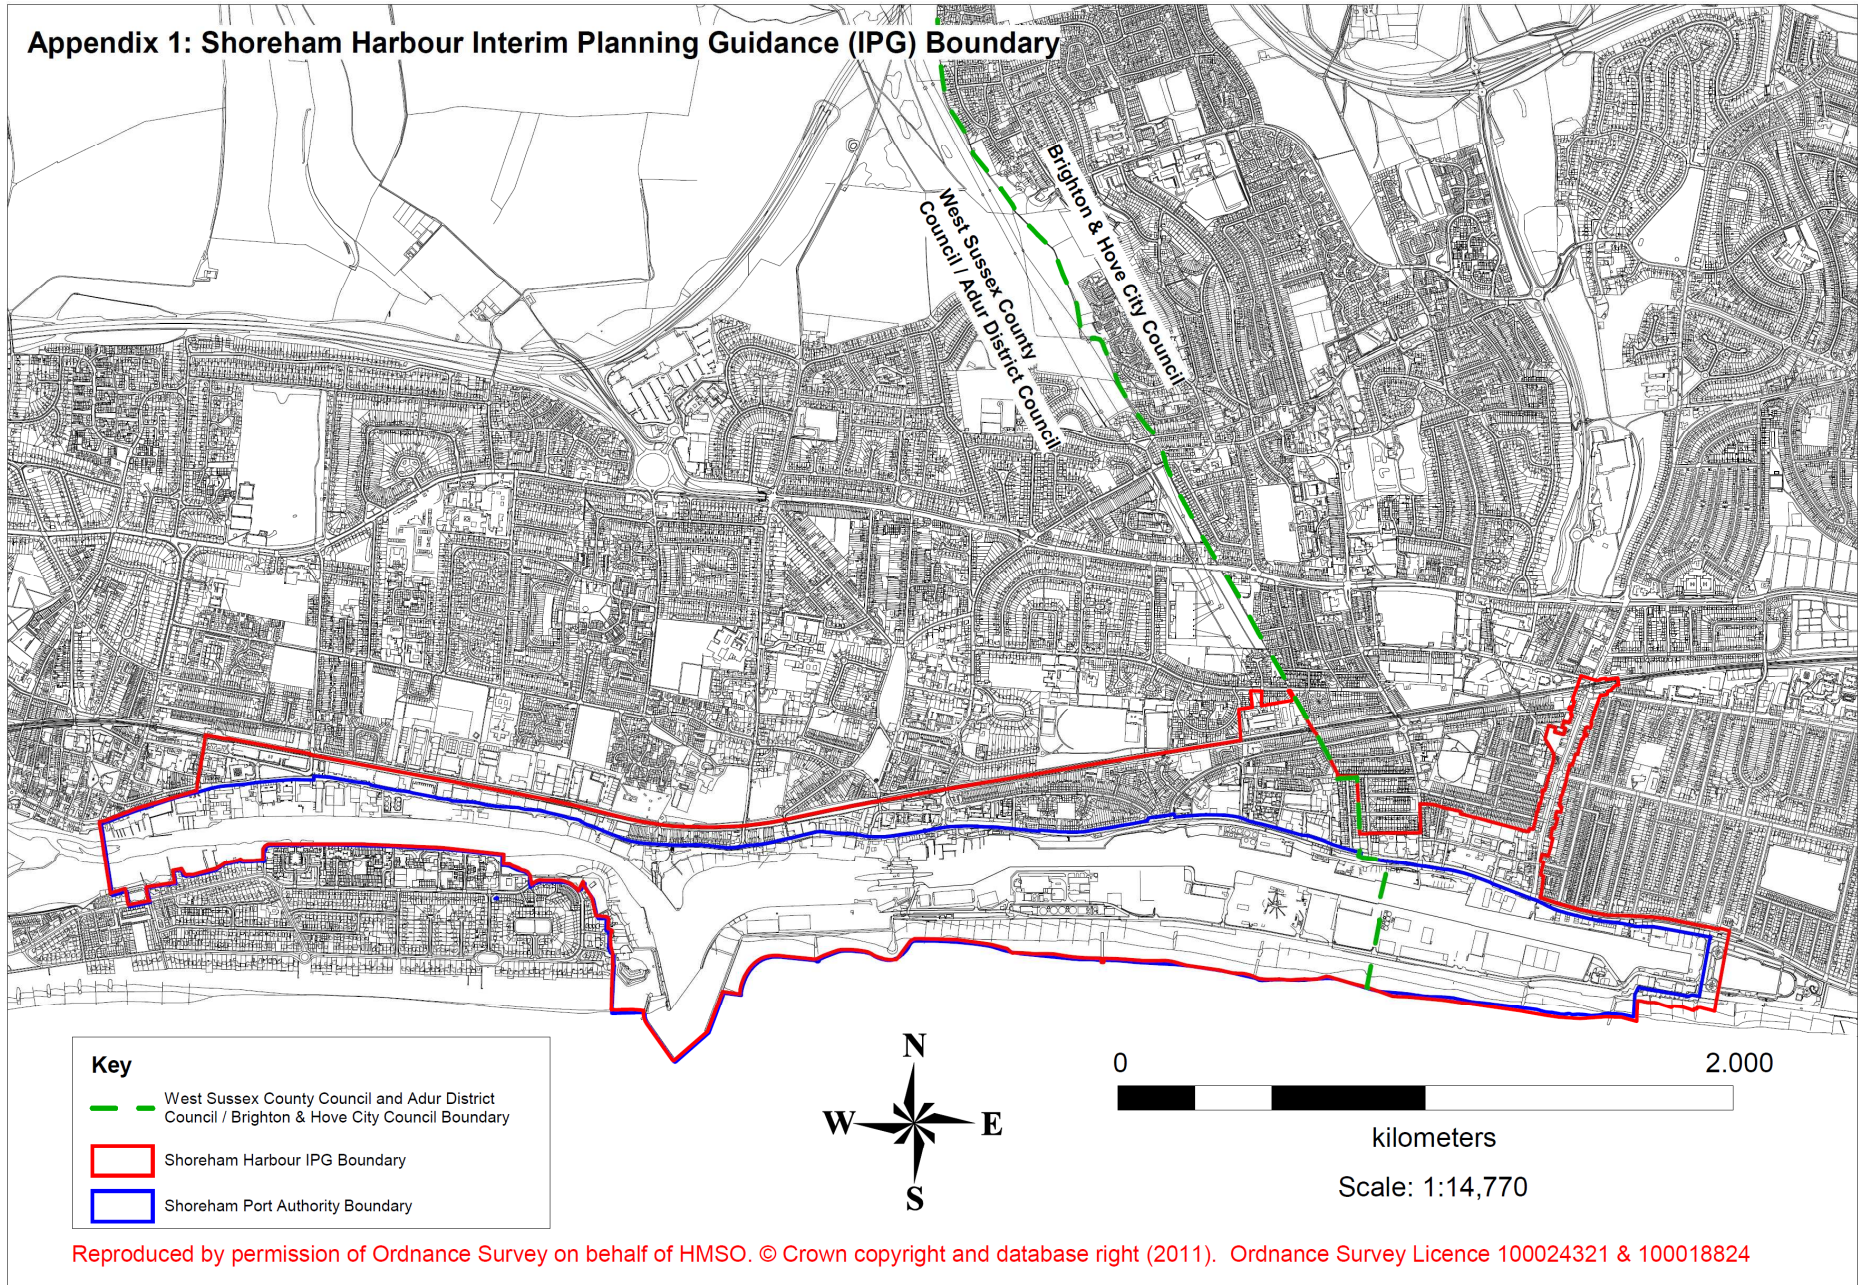 Appendix 1: Shoreham Harbour Interim Planning Guidance (IPG) Boundary
Brighton & Hove City Council
West Sussex County
Council / Adur District Council
Key
West Sussex County Council and Adur District
Council / Brighton & Hove City Council Boundary
Shoreham Harbour IPG Boundary
Shoreham Port Authority Boundary
N
W
E
S
0
2.000
kilometers
Scale: 1:14,770
Reproduced by permission of Ordnance Survey on behalf of HMSO. © Crown copyright and database right (2011). Ordnance Survey Licence 100024321 & 100018824